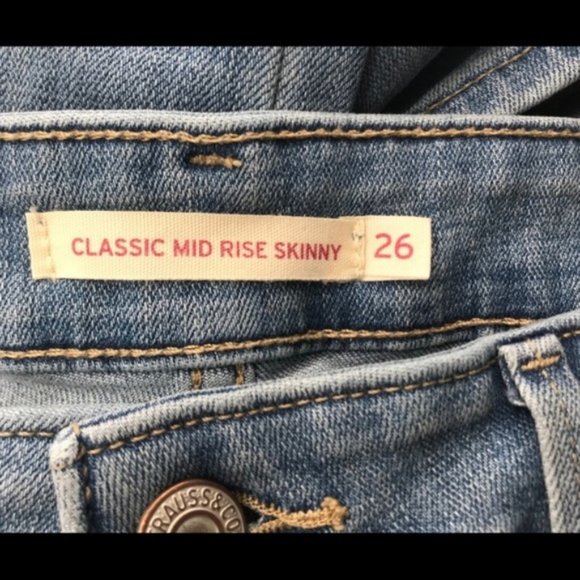 CLASSIC MID RISE SKINNY 26
RAUSS&CO